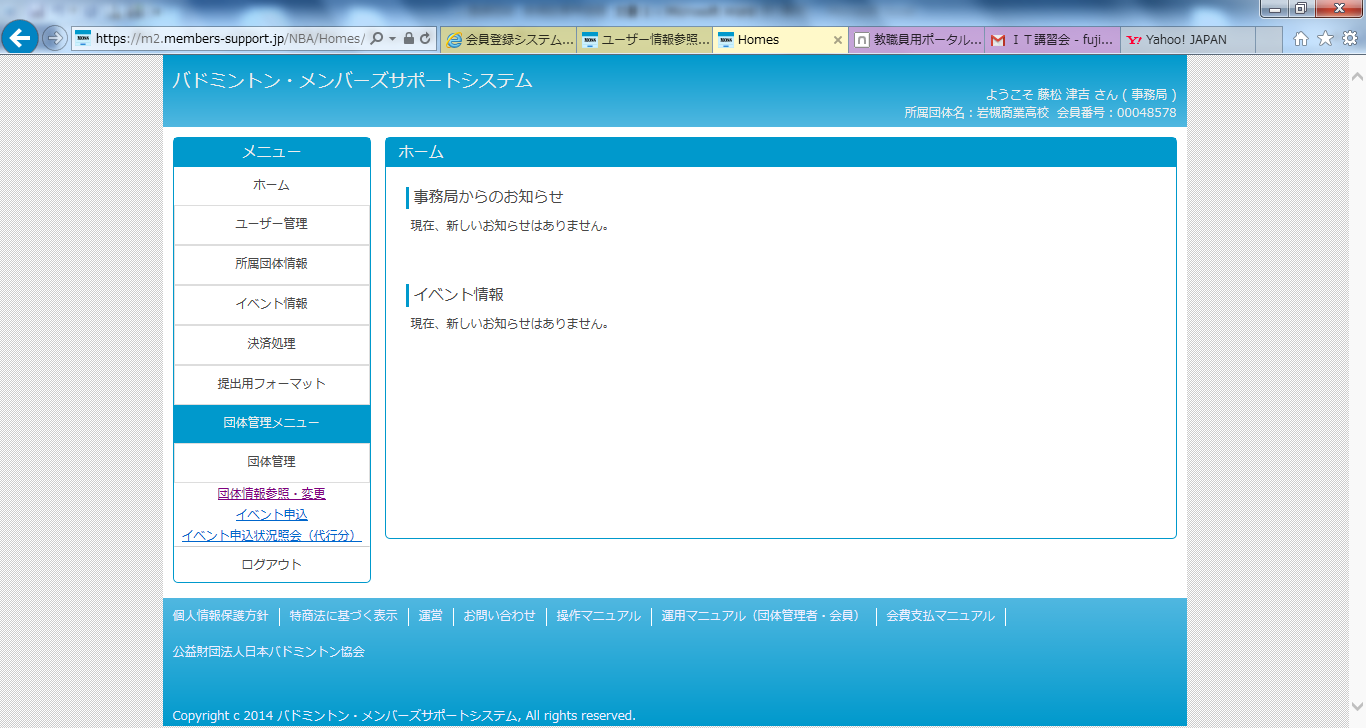 https://m2.members-support.jp/NBA/Homes/
会員登録システム...
ユーザー情報参照...
Homes
教職員用ポータル...
ＩＴ講習会 - fuji...
Yahoo! JAPAN
バドミントン・メンバーズサポートシステム
ようこそ 藤松 津吉 さん ( 事務局 )
所属団体名：岩槻商業高校 会員番号：00048578
メニュー
ホーム
ユーザー管理
所属団体情報
イベント情報
決済処理
提出用フォーマット
団体管理メニュー
団体管理
団体情報参照・変更
イベント申込
イベント申込状況照会（代行分）
ログアウト
ホーム
事務局からのお知らせ
現在、新しいお知らせはありません。
イベント情報
現在、新しいお知らせはありません。
個人情報保護方針 特商法に基づく表示 運営 お問い合わせ 操作マニュアル 運用マニュアル（団体管理者・会員） 会費支払マニュアル
公益財団法人日本バドミントン協会
Copyright c 2014 バドミントン・メンバーズサポートシステム, All rights reserved.